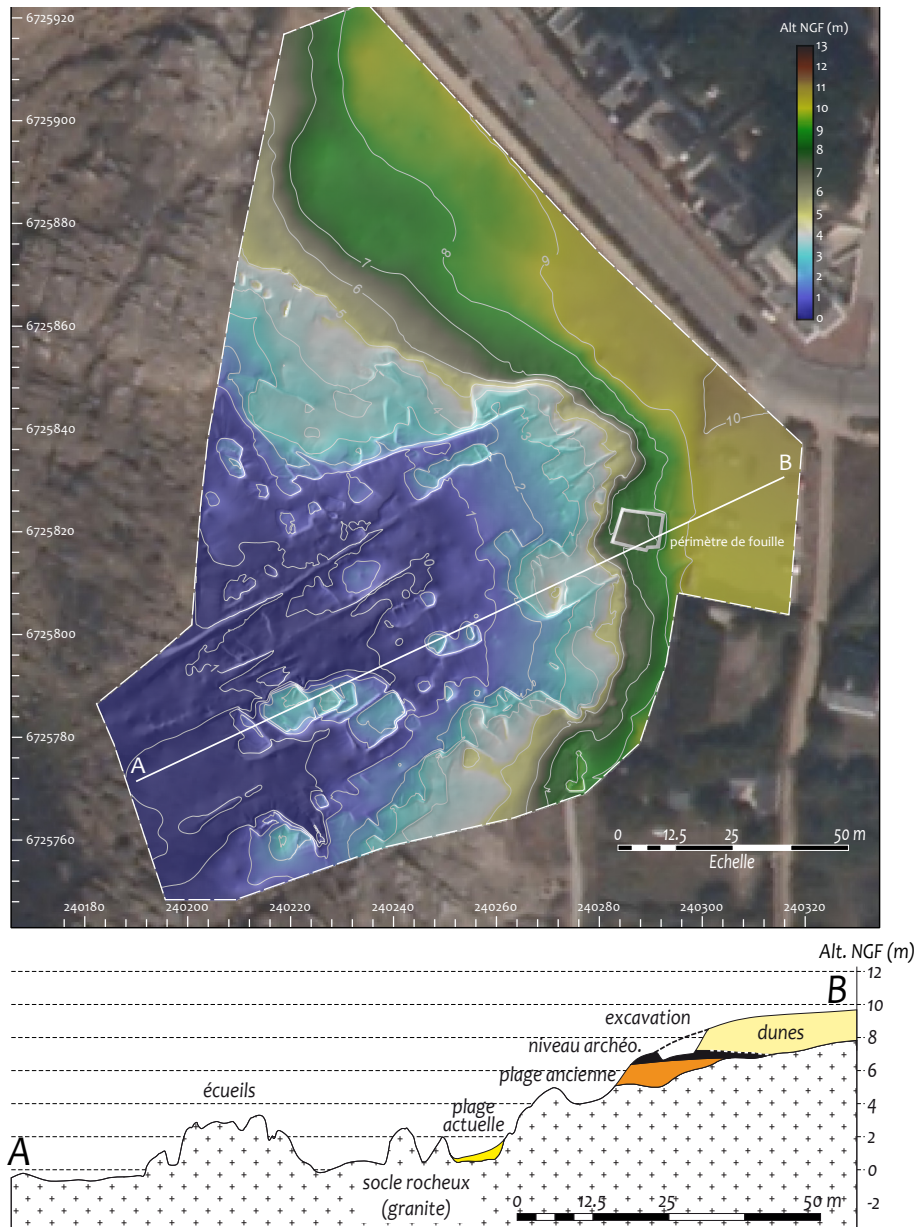 Alt NGF (m)
13
12
11
10
9
8
7
6
5
4
3
2
1
0
6725920
6725900
6725880
6725860
6725840
6725820
6725800
6725780
6725760
7
6
5
8
9
10
4
3
2
1
B
périmètre de fouille
A
0 12,5 25 50 m
Echelle
240180 240200 240220 240240 240260 240280 240300 240320
Alt. NGF (m)
12
B
10
excavation
dunes
8
niveau archéo.
plage ancienne
6
écueils
4
plage
actuelle
2
A
0
socle rocheux
(granite)
-2
0 12.5 25 50 m